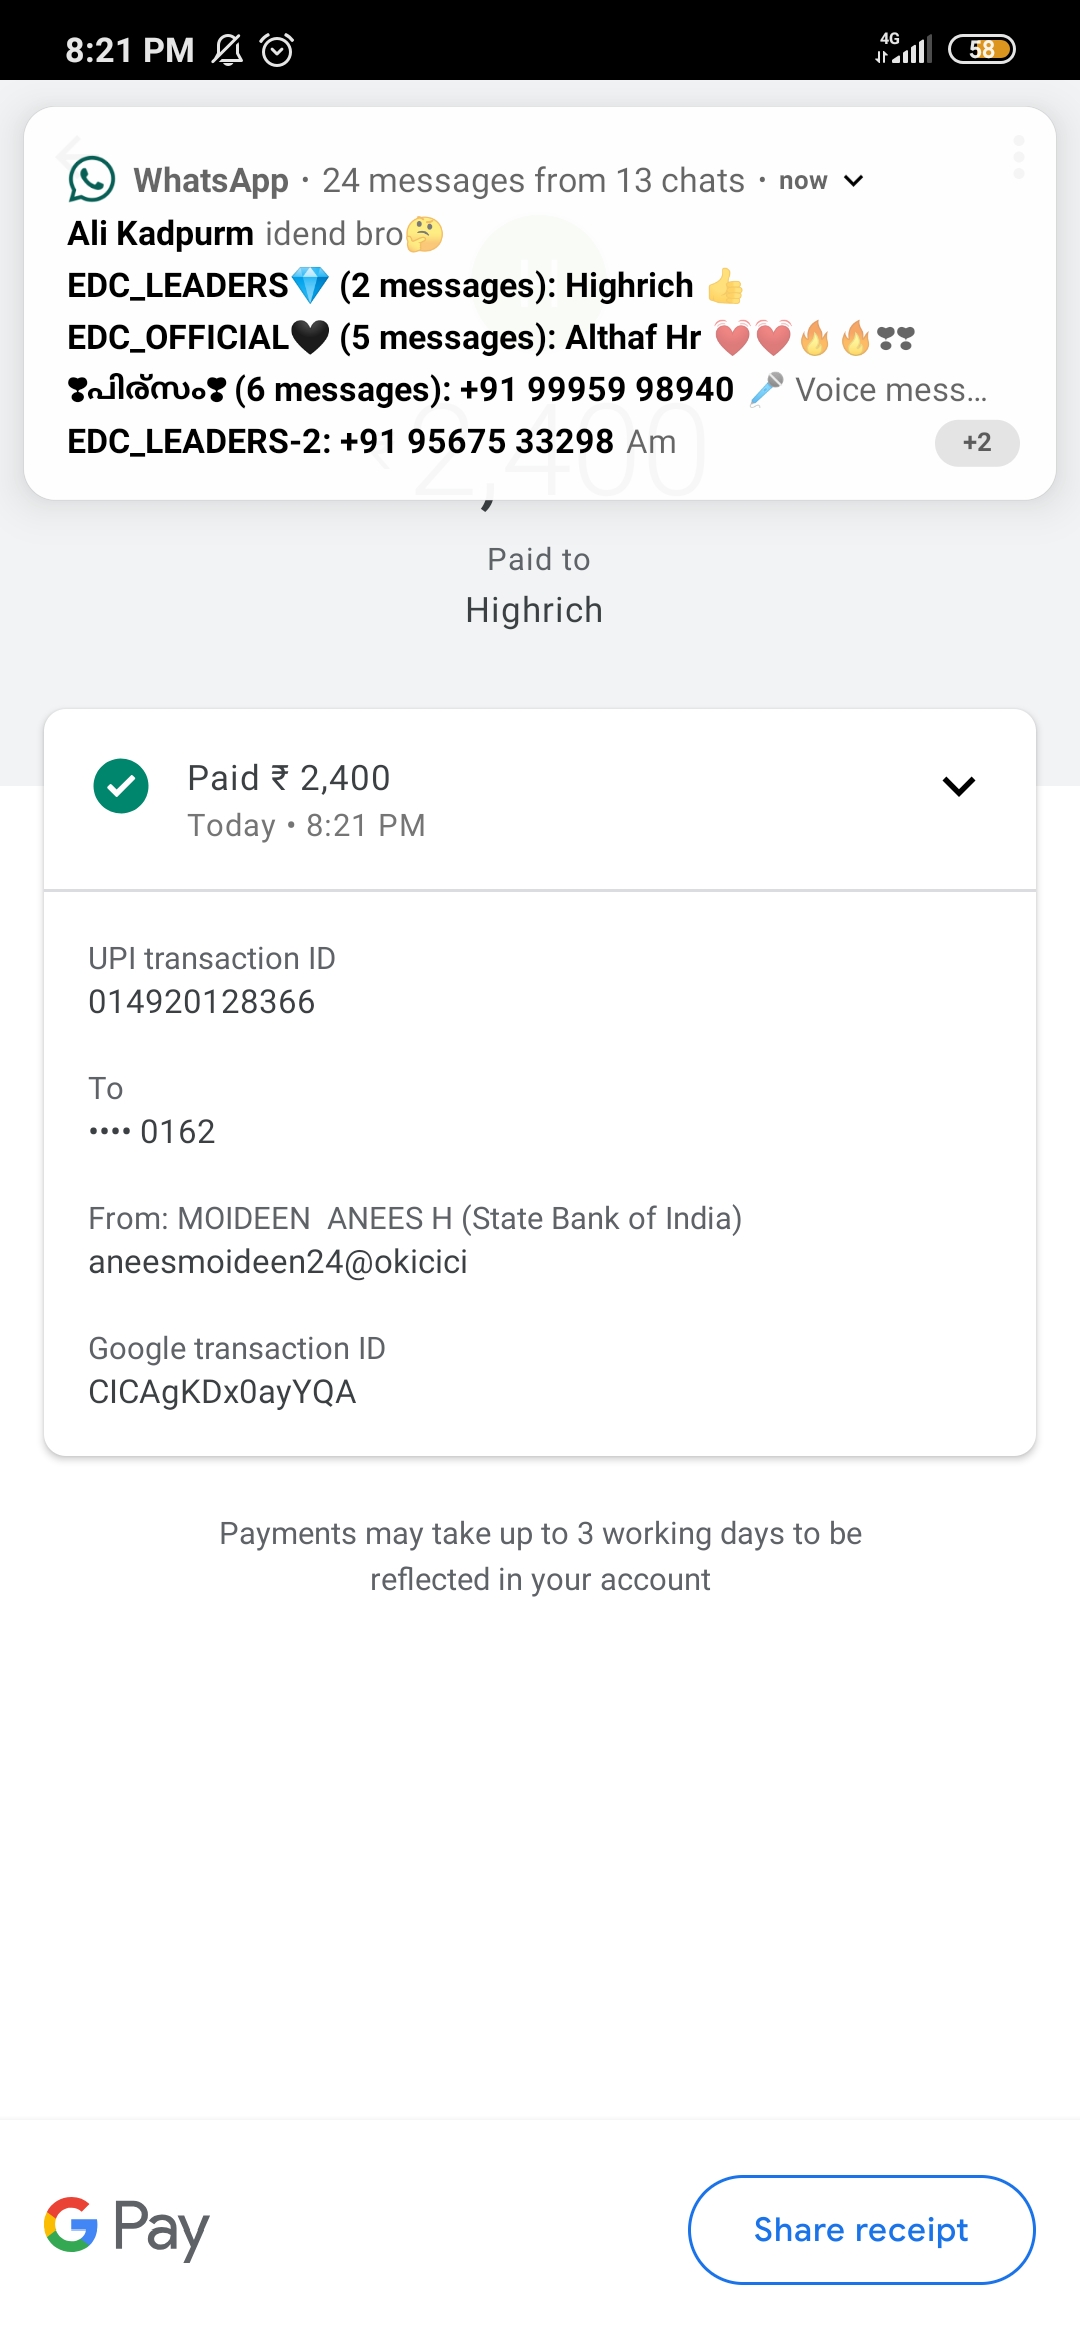 8:21 PM
4G
58
WhatsApp • 24 messages from 13 chats • now
Ali Kadpurm idend bro🤔
EDC_LEADERS💎 (2 messages): Highrich 👍
EDC_OFFICIAL🖤 (5 messages): Althaf Hr 💓💓🔥🔥❣❣
❣പിര്സം❣ (6 messages): +91 99959 98940 🎤 Voice mess...
EDC_LEADERS-2: +91 95675 33298 Am
+2
2,400
Paid to
Highrich
Paid ₹ 2,400
Today • 8:21 PM
UPI transaction ID
014920128366
To
•••• 0162
From: MOIDEEN  ANEES H (State Bank of India)
aneesmoideen24@okicici
Google transaction ID
CICAgKDx0ayYQA
Payments may take up to 3 working days to be
reflected in your account
G Pay
Share receipt